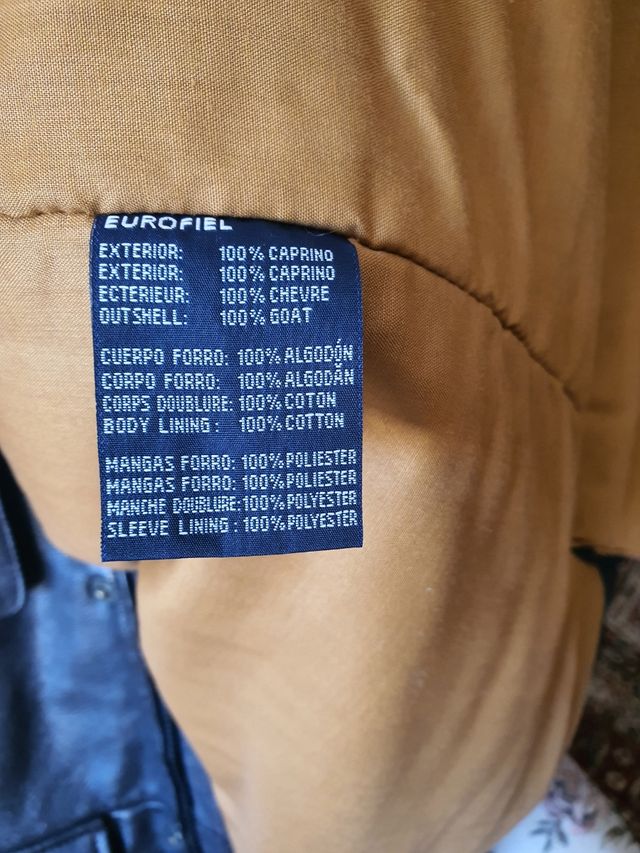 EUROFIEL
EXTERIOR: 100% CAPRINO
EXTERIOR: 100% CAPRINO
ECTERIEUR: 100% CHEVRE
OUTSHELL: 100% GOAT
CUERPO FORRO: 100% ALGODÓN
CORPO FORRO: 100% ALGODÃN
CORPS DOUBLURE: 100% COTON
BODY LINING : 100% COTTON
MANGAS FORRO: 100% POLIESTER
MANGAS FORRO: 100% POLIESTER
MANCHE DOUBLURE: 100% POLYESTER
SLEEVE LINING : 100% POLYESTER